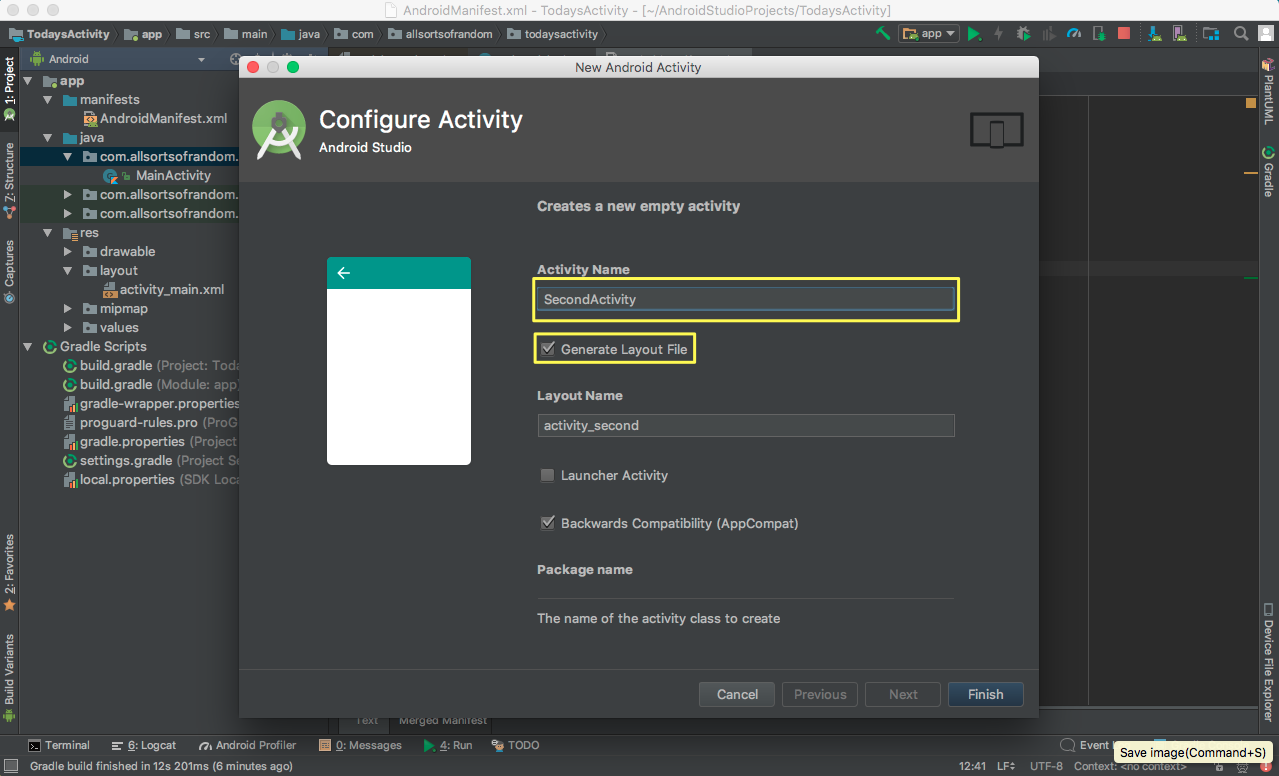 AndroidManifest.xml - TodaysActivity - [~/AndroidStudioProjects/TodaysActivity]
TodaysActivity app src main java com allsortsofrandom todaysactivity
app
Android
New Android Activity
1: Project
Z: Structure
Captures
2: Favorites
Build Variants
app
manifests
AndroidManifest.xml
java
com.allsortsofrandom.
MainActivity
com.allsortsofrandom.
com.allsortsofrandom.
res
drawable
layout
activity_main.xml
mipmap
values
Gradle Scripts
build.gradle (Project: Toda
build.gradle (Module: app
gradle-wrapper.properties
proguard-rules.pro (ProG
gradle.properties (Project
settings.gradle (Project Se
local.properties (SDK Loca
Configure Activity
Android Studio
Creates a new empty activity
Activity Name
SecondActivity
Generate Layout File
Layout Name
activity_second
Launcher Activity
Backwards Compatibility (AppCompat)
Package name
The name of the activity class to create
Cancel Previous Next Finish
PlantUML
Gradle
Device File Explorer
Text Merged Manifest
Terminal 6: Logcat Android Profiler 0: Messages 4: Run TODO Event
Save image(Command+S)
Gradle build finished in 12s 201ms (6 minutes ago) 12:41 LF UTF-8 Context: <no context>